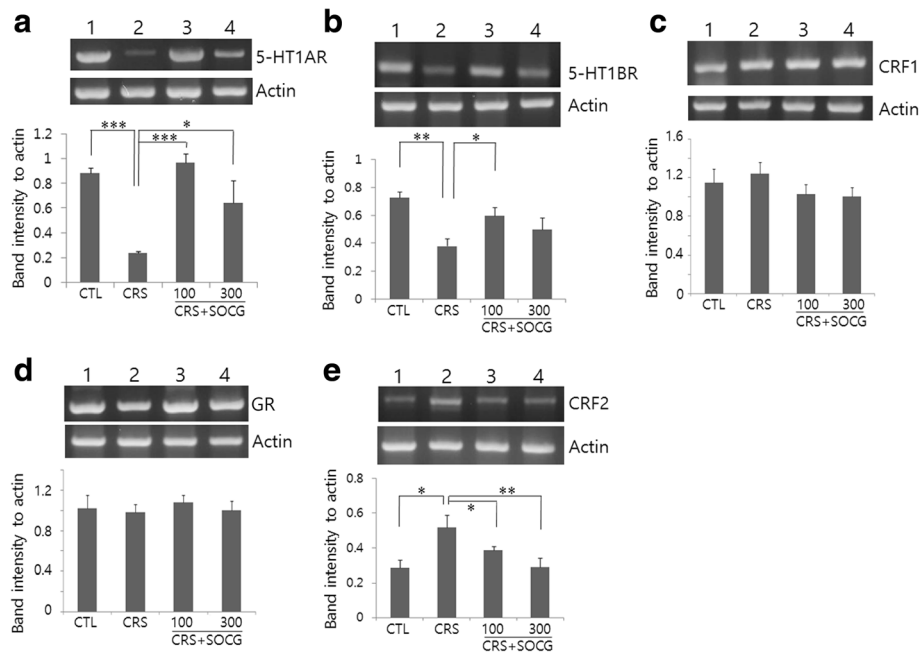 a
1 2 3 4
5-HT1AR
Actin
*** *
***
Band intensity to actin
1.2
1
0.8
0.6
0.4
0.2
0
CTL CRS 100 300
CRS+SOCG
b
1 2 3 4
5-HT1BR
Actin
** *
Band intensity to actin
1
0.8
0.6
0.4
0.2
0
CTL CRS 100 300
CRS+SOCG
c
1 2 3 4
CRF1
Actin
Band intensity to actin
1.6
1.2
0.8
0.4
0
CTL CRS 100 300
CRS+SOCG
d
1 2 3 4
GR
Actin
Band intensity to actin
1.2
0.8
0.4
0
CTL CRS 100 300
CRS+SOCG
e
1 2 3 4
CRF2
Actin
* **
*
Band intensity to actin
0.8
0.6
0.4
0.2
0
CTL CRS 100 300
CRS+SOCG